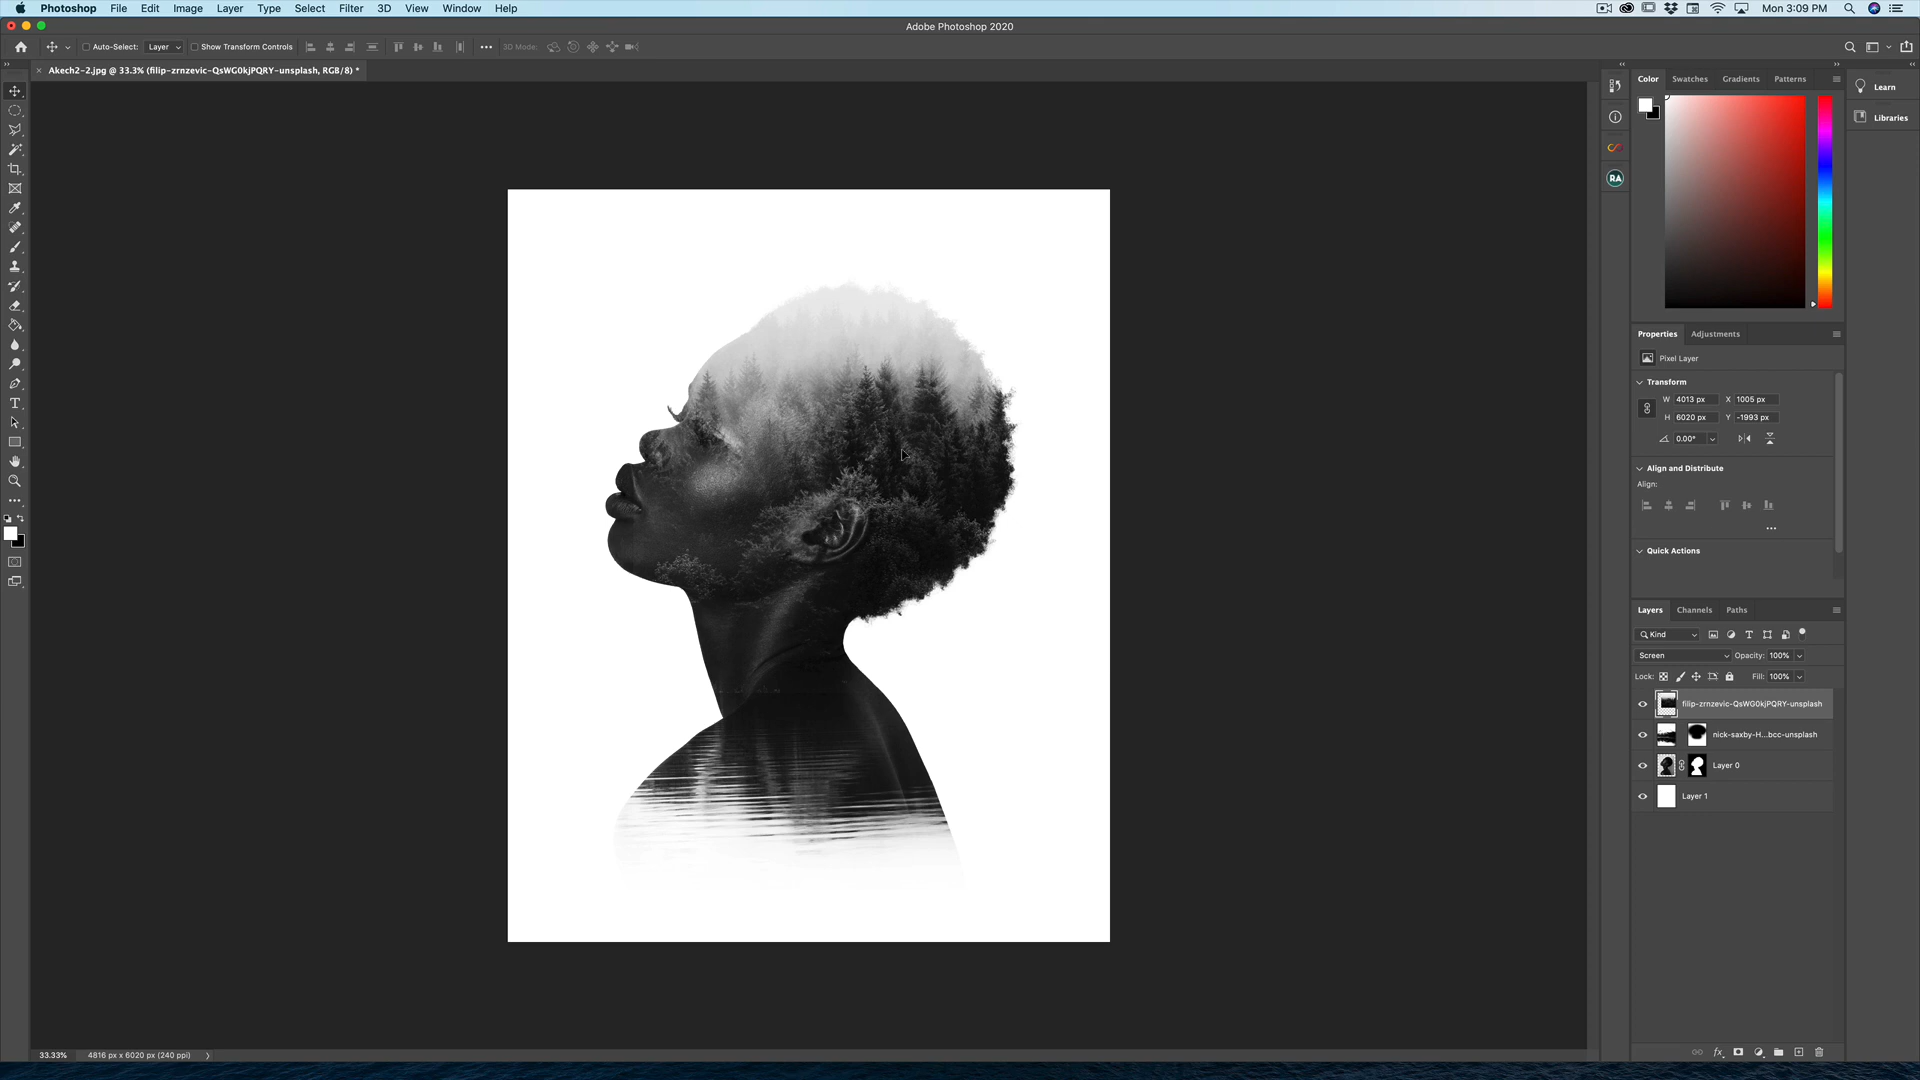 Photoshop File Edit Image Layer Type Select Filter 3D View Window Help Mon 3:09 PM
Adobe Photoshop 2020
Auto-Select: Layer Show Transform Controls 3D Mode:
Akech2-2.jpg @ 33.3% (filip-zrnzevic-QsWG0kjPQRY-unsplash, RGB/8) *
Color Swatches Gradients Patterns
Learn
Libraries
RA
Properties Adjustments
Pixel Layer
Transform
W 4013 px X 1005 px
H 6020 px Y -1993 px
0.00°
Align and Distribute
Align:
Quick Actions
Layers Channels Paths
Kind
Screen Opacity: 100%
Lock: Fill: 100%
filip-zrnzevic-QsWG0kjPQRY-unsplash
nick-saxby-H...bcc-unsplash
Layer 0
Layer 1
fx
33.33% 4816 px x 6020 px (240 ppi)